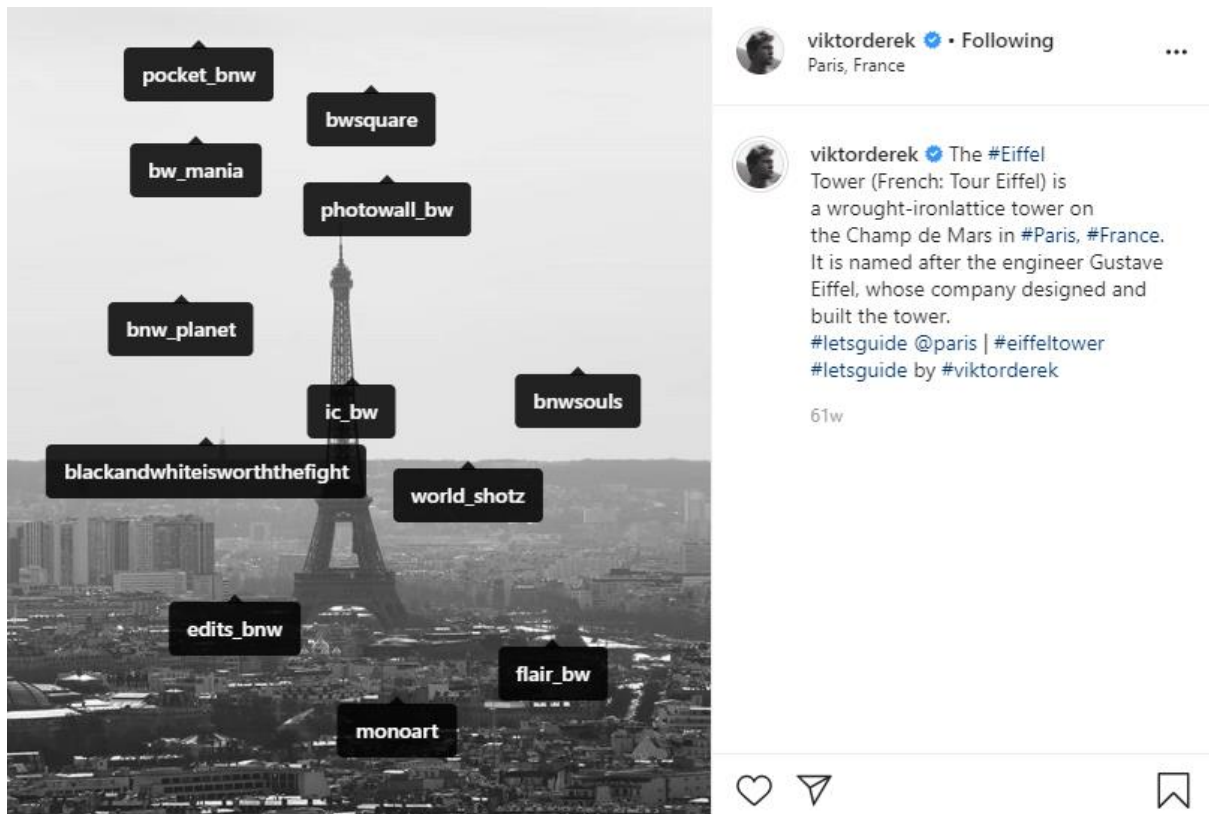 pocket_bnw
bwsquare
bw_mania
photowall_bw
bnw_planet
ic_bw
bnwsouls
blackandwhiteisworththefight
world_shotz
edits_bnw
flair_bw
monoart
viktorderek • Following
Paris, France
viktorderek The #Eiffel
Tower (French: Tour Eiffel) is
a wrought-ironlattice tower on
the Champ de Mars in #Paris, #France.
It is named after the engineer Gustave
Eiffel, whose company designed and
built the tower.
#letsguide @paris | #eiffeltower
#letsguide by #viktorderek
61w